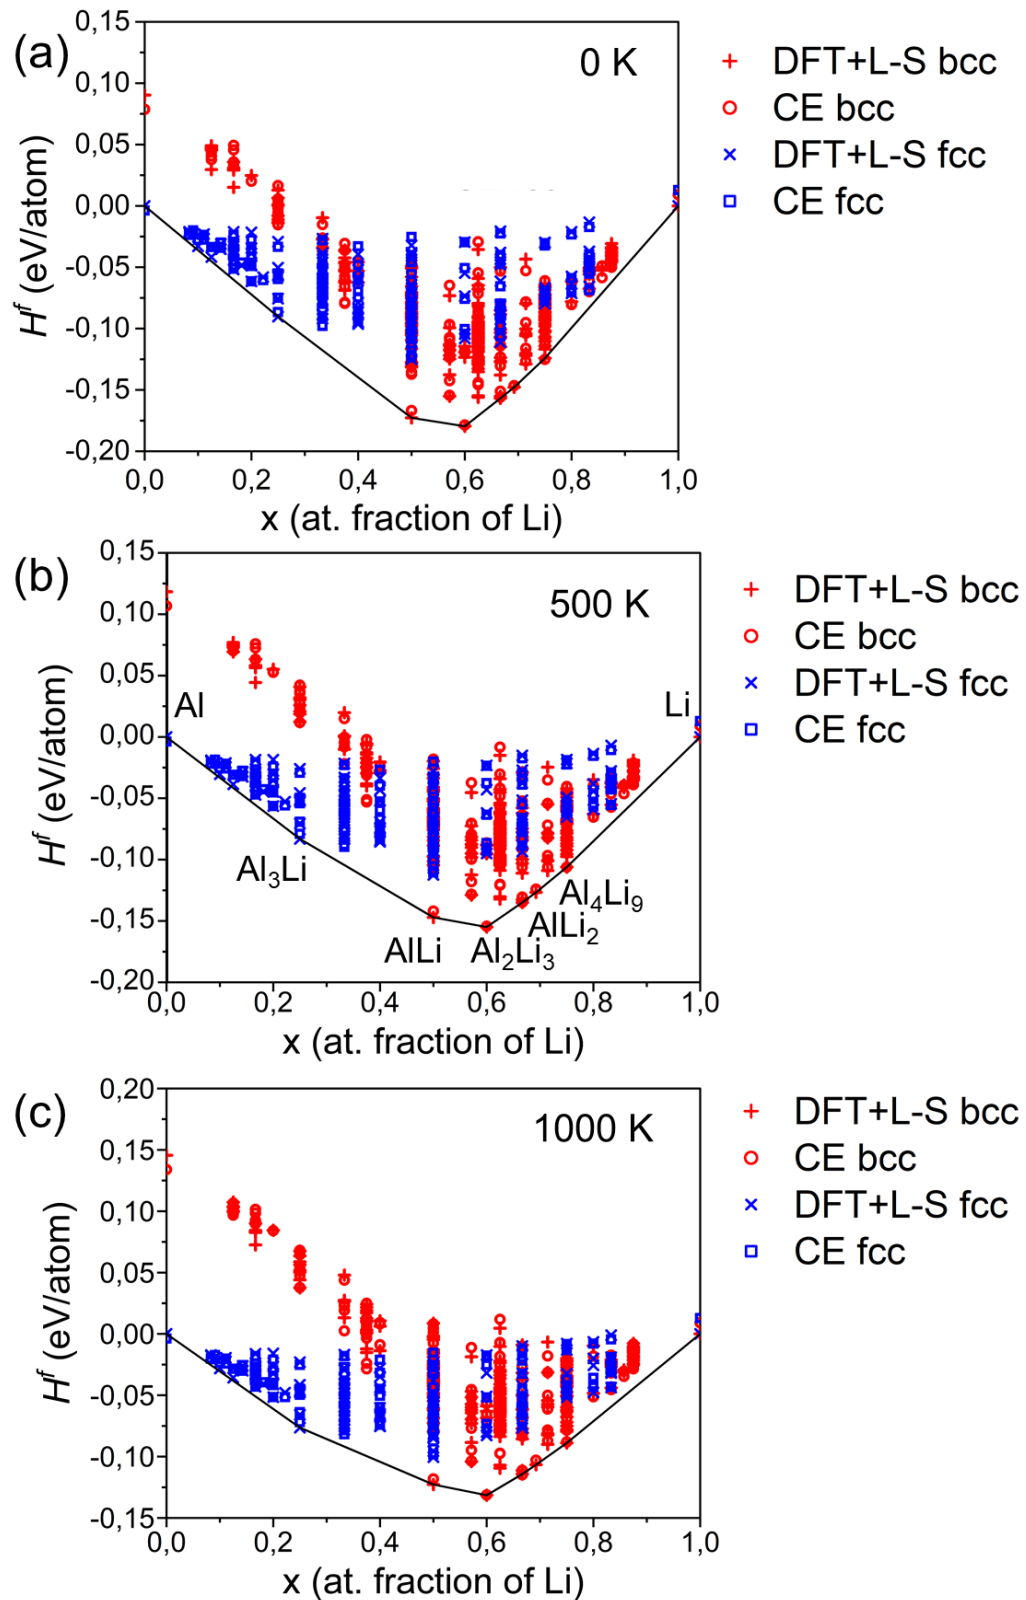 (a)
0 K
0,15
0,10
0,05
0,00
-0,05
-0,10
-0,15
-0,20
H^f (eV/atom)
0,0 0,2 0,4 0,6 0,8 1,0
x (at. fraction of Li)
DFT+L-S bcc
CE bcc
DFT+L-S fcc
CE fcc
(b)
500 K
0,15
0,10
0,05
0,00
-0,05
-0,10
-0,15
-0,20
H^f (eV/atom)
Al
Li
Al₃Li
AlLi
Al₂Li₃
AlLi₂
Al₄Li₉
0,0 0,2 0,4 0,6 0,8 1,0
x (at. fraction of Li)
DFT+L-S bcc
CE bcc
DFT+L-S fcc
CE fcc
(c)
1000 K
0,20
0,15
0,10
0,05
0,00
-0,05
-0,10
-0,15
H^f (eV/atom)
0,0 0,2 0,4 0,6 0,8 1,0
x (at. fraction of Li)
DFT+L-S bcc
CE bcc
DFT+L-S fcc
CE fcc